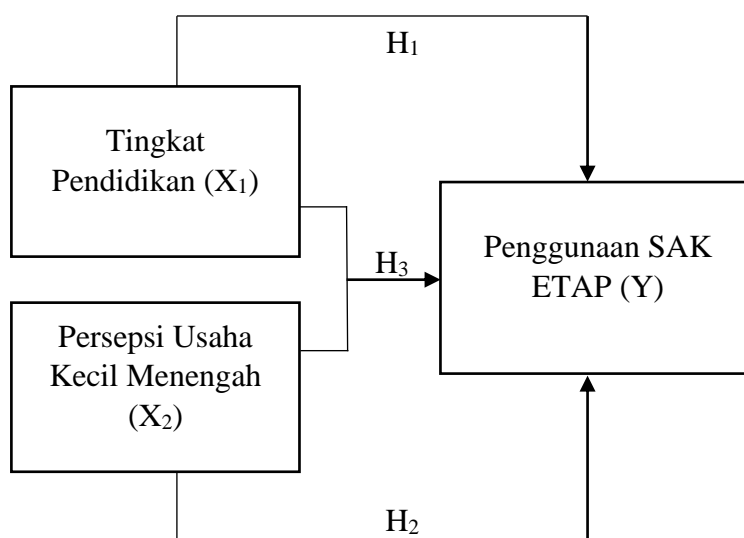 H₁
Tingkat
Pendidikan (X₁)
Penggunaan SAK
ETAP (Y)
H₃
Persepsi Usaha
Kecil Menengah
(X₂)
H₂